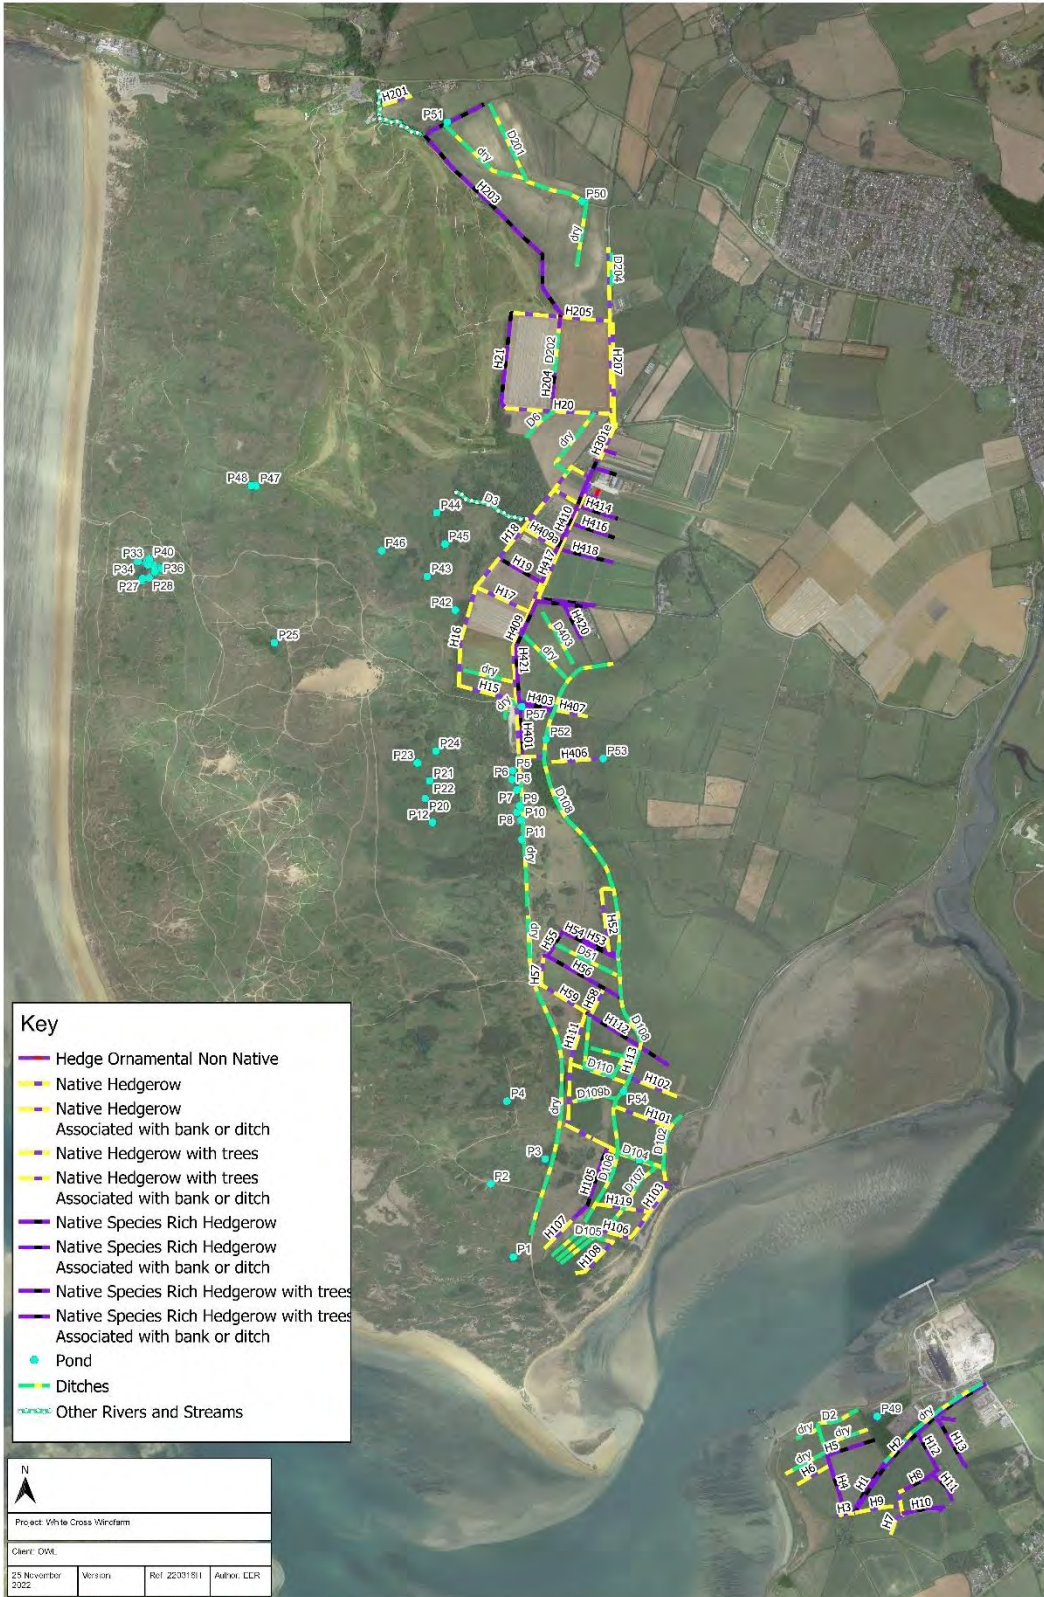 H201
P51
D201
dry
H203
P50
dry
D204
H205
H21
D202
H204
H207
H20
D6
dry
H301e
P48
P47
D3
H414
P44
H410
H416
H18
H409a
P33
P40
P46
P45
H417
H418
P34
P36
H19
P27
P28
P43
H17
P42
H420
H409
D403
P25
H16
dry
H421
dry
H15
H403
H407
dry
P57
H401
P52
P24
H406
P53
P23
P5
P6
P5
P21
P7
P22
D108
P9
P20
P10
P12
P8
P11
dry
H52
H54
H53
dry
H55
D51
H56
H57
H58
H59
D108
H112
H111
H113
D110
H102
D109b
P54
P4
H101
dry
D102
P3
D104
D106
P2
H105
D107
H103
H119
H107
D105
H106
P1
H108
D2
P49
dry
dry
dry
H5
H2
H12
H13
dry
H6
H4
H1
H8
H11
H3
H9
H10
H7
Key
Hedge Ornamental Non Native
Native Hedgerow
Native Hedgerow
Associated with bank or ditch
Native Hedgerow with trees
Native Hedgerow with trees
Associated with bank or ditch
Native Species Rich Hedgerow
Native Species Rich Hedgerow
Associated with bank or ditch
Native Species Rich Hedgerow with trees
Native Species Rich Hedgerow with trees
Associated with bank or ditch
Pond
Ditches
Other Rivers and Streams
N
Project: White Cross Windfarm
Client: OWL
25 November
2022
Version
Author: EER